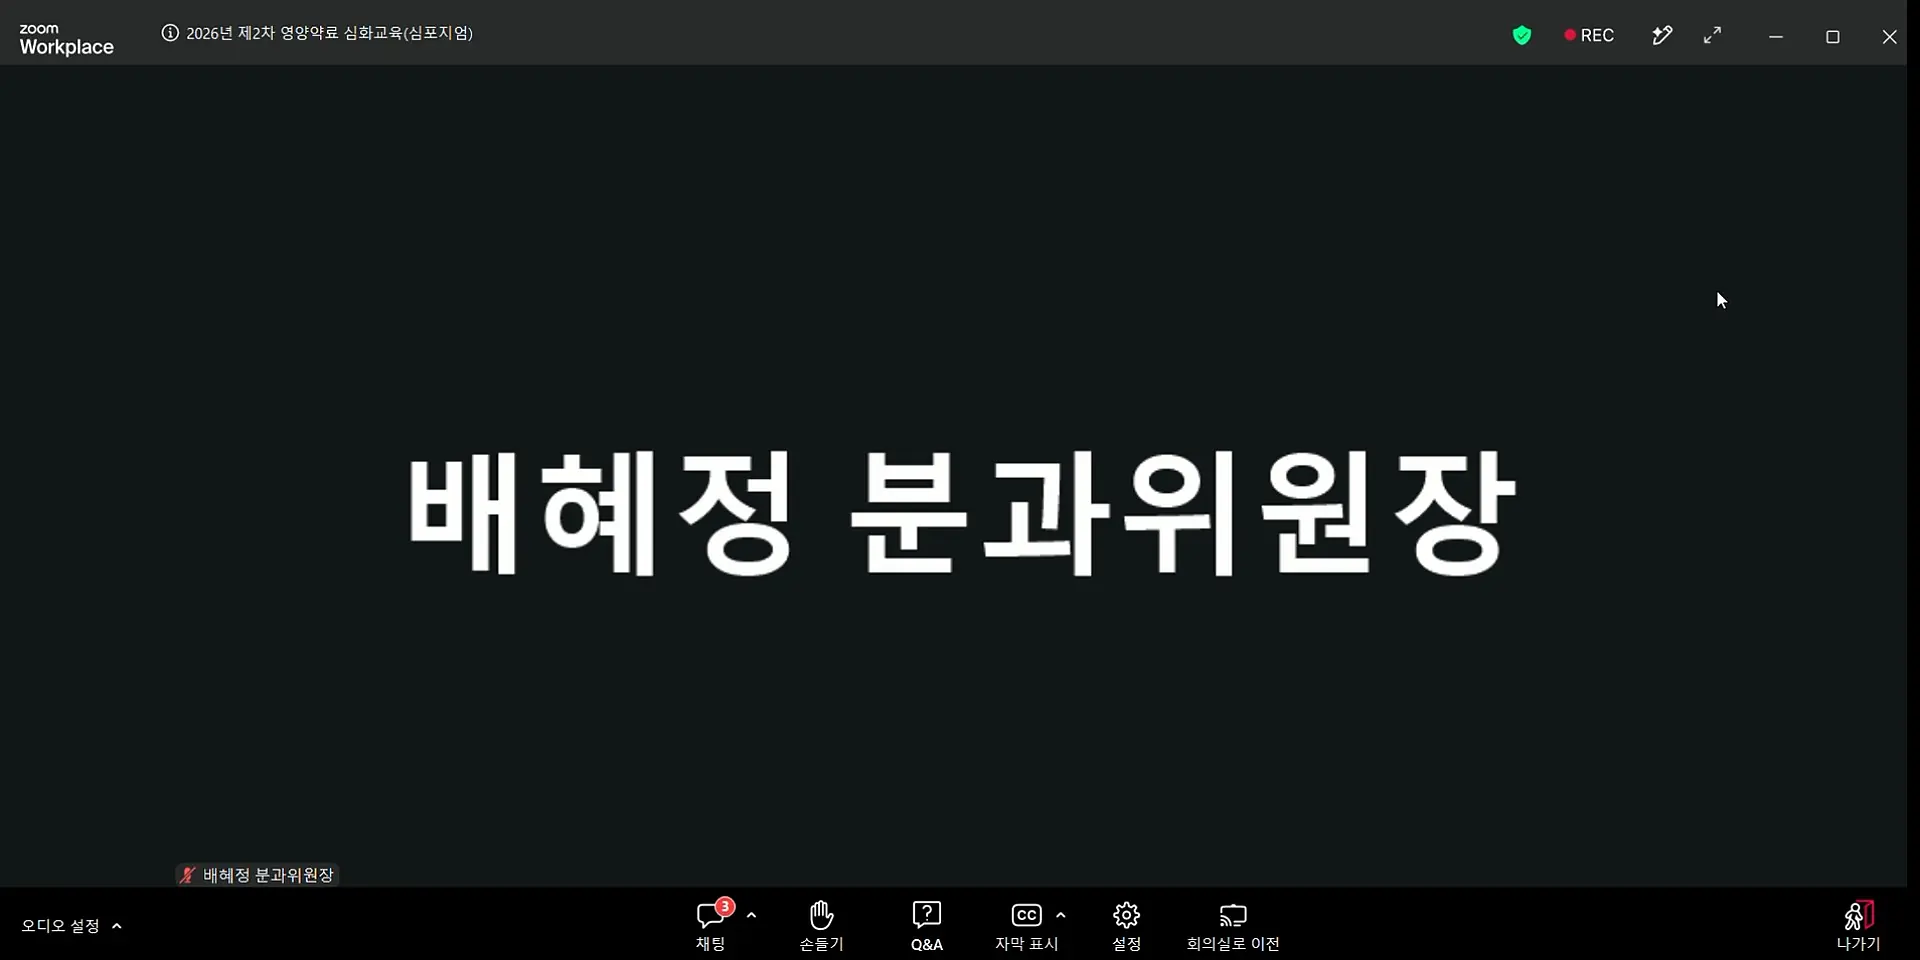 zoom
Workplace
2026년 제2차 영양약료 심화교육(심포지엄)
REC
배혜정 분과위원장
배혜정 분과위원장
오디오 설정
3
채팅
손들기
Q&A
CC
자막 표시
설정
회의실로 이전
나가기